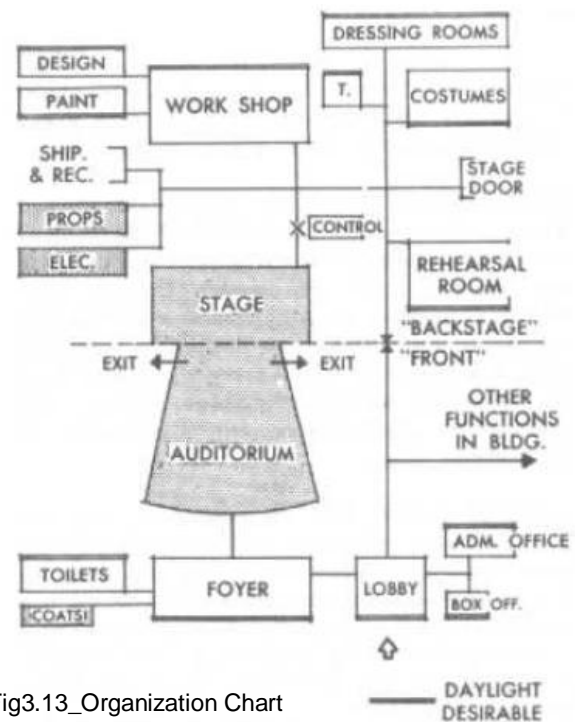 DRESSING ROOMS
DESIGN
PAINT
WORK SHOP
T.
COSTUMES
SHIP.
& REC.
STAGE
DOOR
PROPS
CONTROL
ELEC.
REHEARSAL
ROOM
STAGE
"BACKSTAGE"
EXIT
EXIT
"FRONT"
OTHER
FUNCTIONS
IN BLDG.
AUDITORIUM
ADM. OFFICE
TOILETS
FOYER
LOBBY
BOX OFF.
COATS
fig3.13_Organization Chart
DAYLIGHT
DESIRABLE